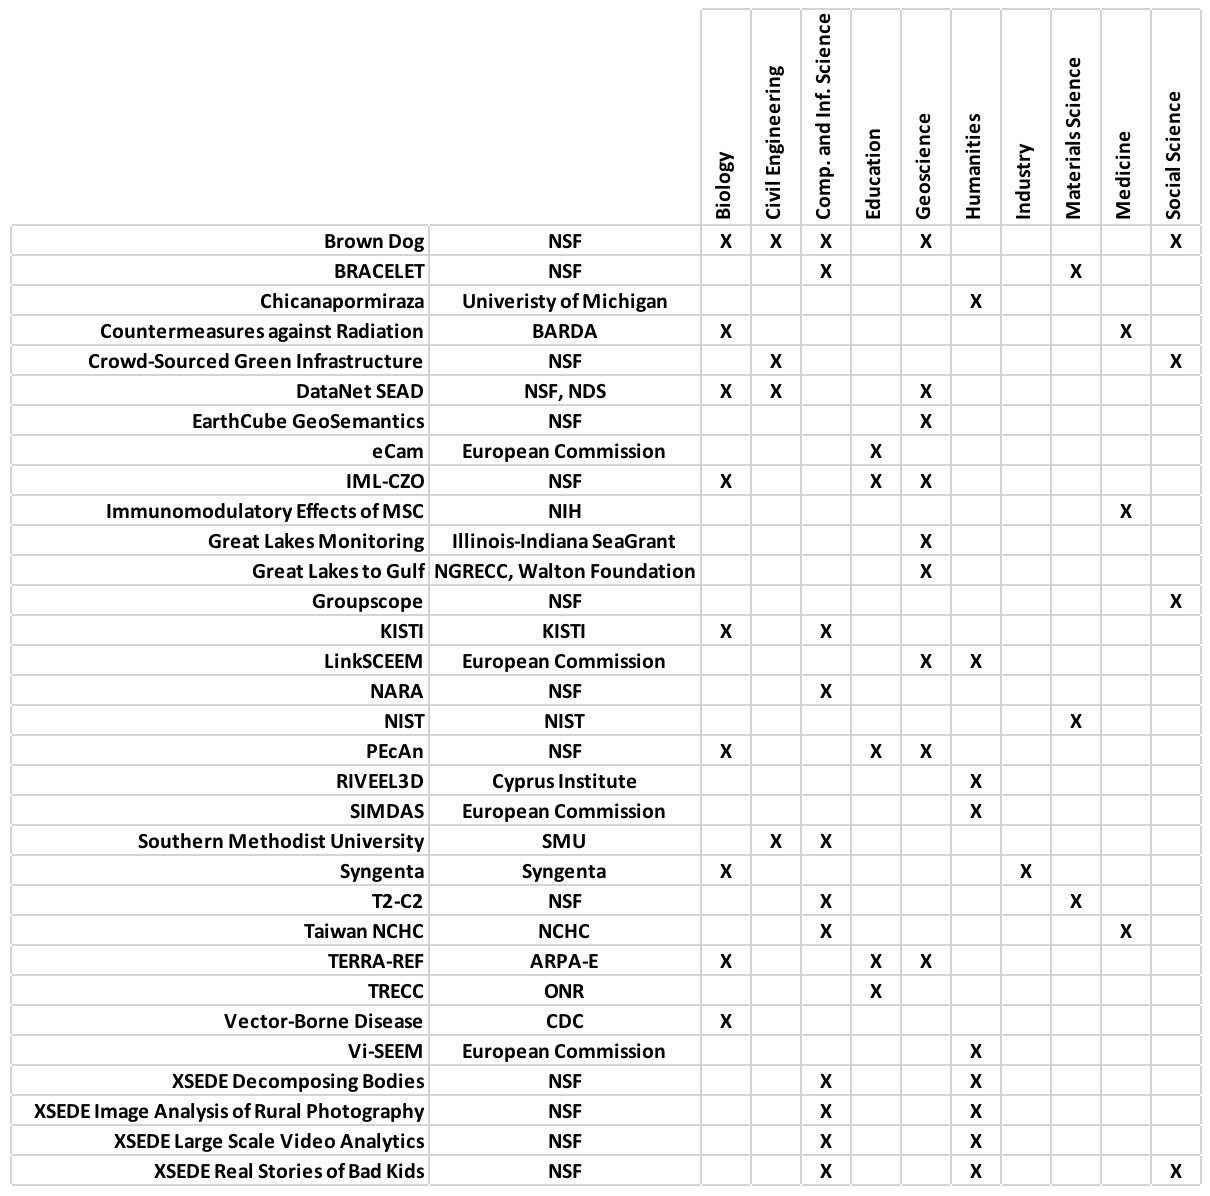 Biology
Civil Engineering
Comp. and Inf. Science
Education
Geoscience
Humanities
Industry
Materials Science
Medicine
Social Science
Brown Dog NSF X X X X X
BRACELET NSF X X
Chicanapormiraza Univeristy of Michigan X
Countermeasures against Radiation BARDA X X
Crowd-Sourced Green Infrastructure NSF X X
DataNet SEAD NSF, NDS X X X
EarthCube GeoSemantics NSF X
eCam European Commission X
IML-CZO NSF X X X
Immunomodulatory Effects of MSC NIH X
Great Lakes Monitoring Illinois-Indiana SeaGrant X
Great Lakes to Gulf NGRECC, Walton Foundation X
Groupscope NSF X
KISTI KISTI X X
LinkSCEEM European Commission X X
NARA NSF X
NIST NIST X
PEcAn NSF X X X
RIVEEL3D Cyprus Institute X
SIMDAS European Commission X
Southern Methodist University SMU X X
Syngenta Syngenta X X
T2-C2 NSF X X
Taiwan NCHC NCHC X X
TERRA-REF ARPA-E X X X
TRECC ONR X
Vector-Borne Disease CDC X
Vi-SEEM European Commission X
XSEDE Decomposing Bodies NSF X X
XSEDE Image Analysis of Rural Photography NSF X X
XSEDE Large Scale Video Analytics NSF X X
XSEDE Real Stories of Bad Kids NSF X X X